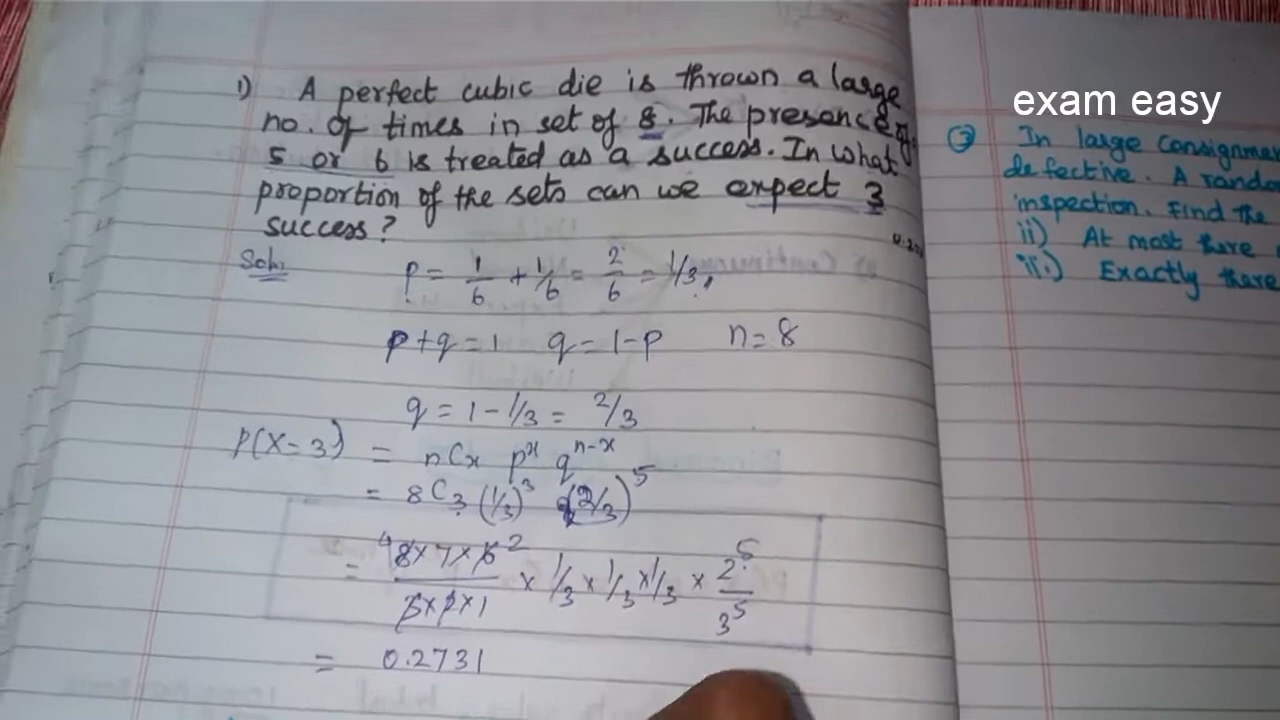 1) A perfect cubic die is thrown a large
no. of times in set of 8. The presence of
5 or 6 is treated as a success. In what
proportion of the sets can we expect 3
success?
Soln.
P = 1/6 + 1/6 = 2/6 = 1/3,
p+q=1 q=1-p n=8
q = 1-1/3 = 2/3
P(X=3) = nCx p^x q^n-x
= 8C3 (1/3)^3 (2/3)^5
= 4 8×7×6 2 / 3×2×1 × 1/3 × 1/3 × 1/3 × 2^5/3^5
= 0.2731
exam easy
In large
defective. A
inspection. Find the
ii) At most there
Exactly there